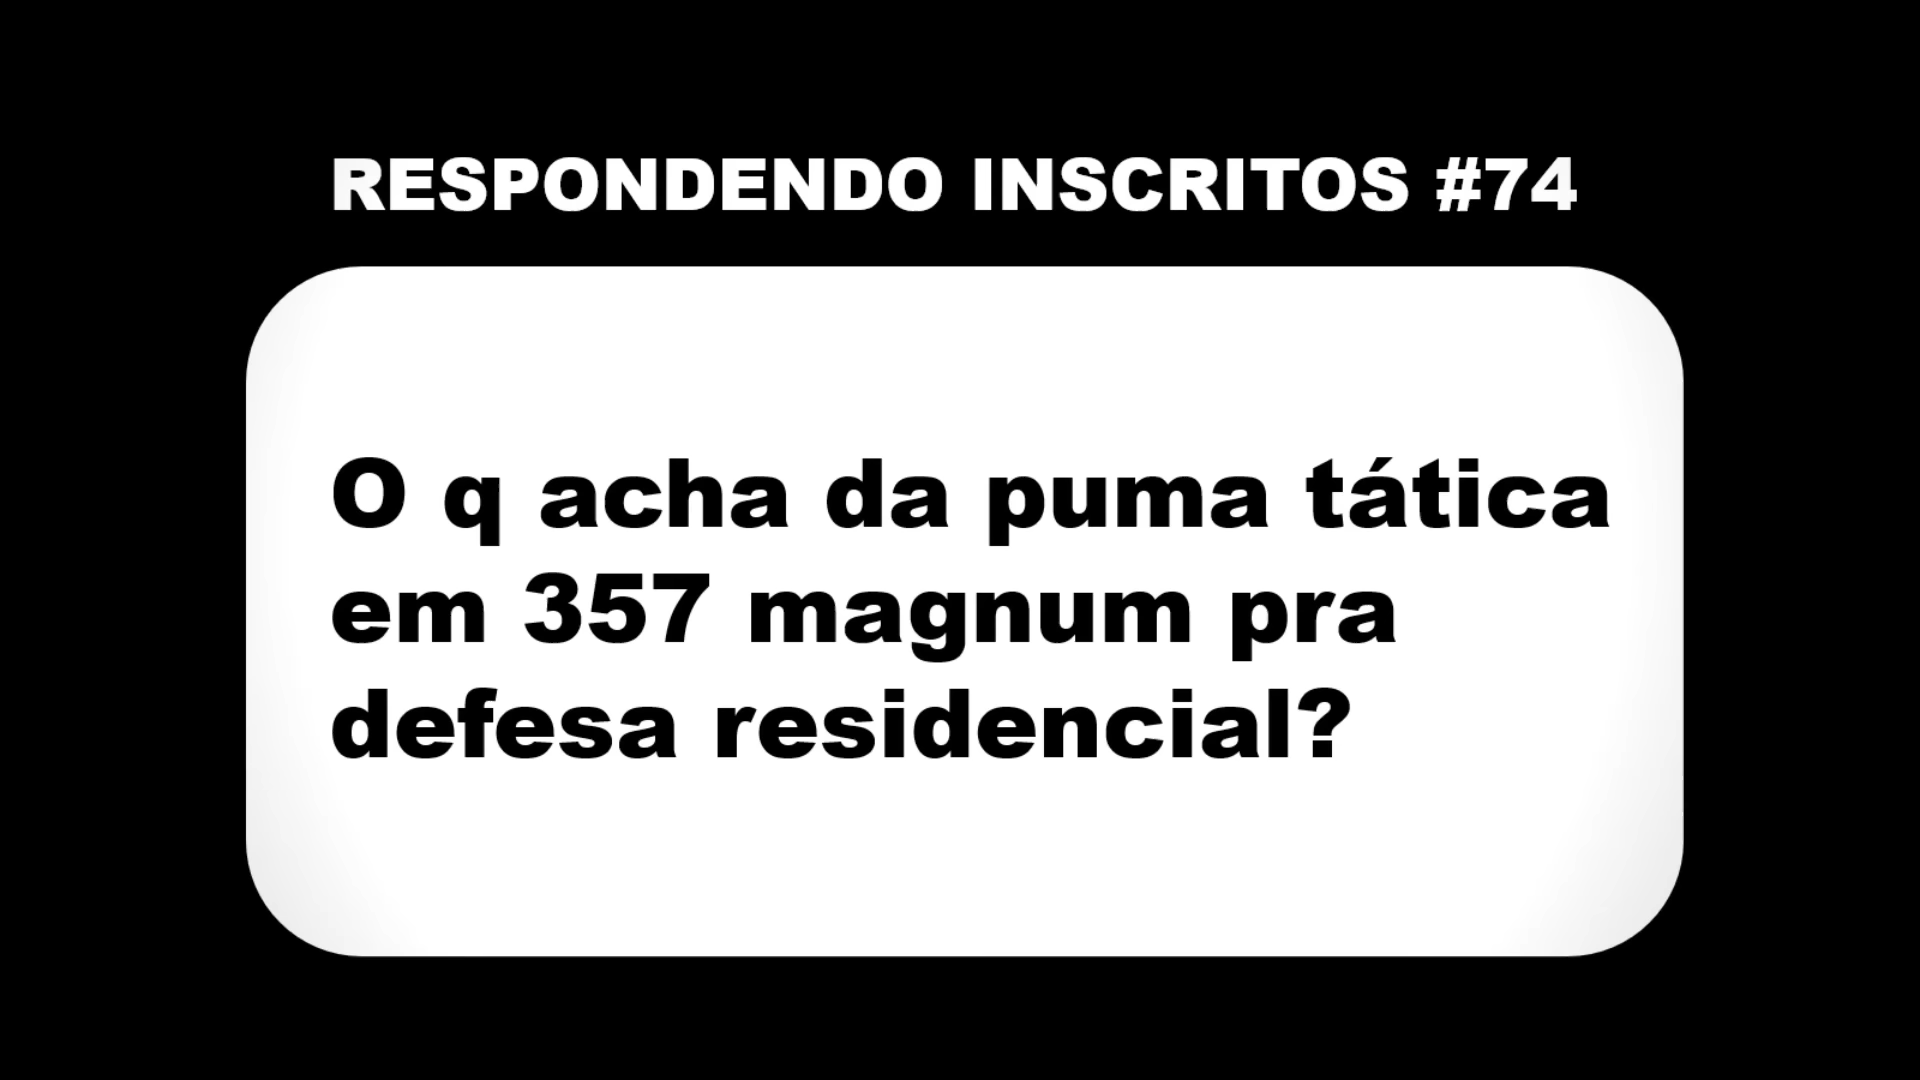 RESPONDENDO INSCRITOS #74
O q acha da puma tática
em 357 magnum pra
defesa residencial?